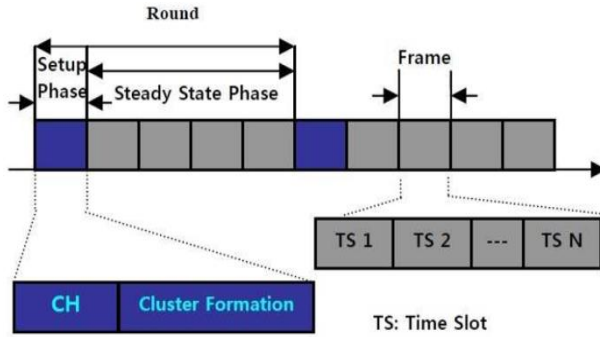 Round
Setup
Phase
Steady State Phase
Frame
TS 1
TS 2
---
TS N
CH
Cluster Formation
TS: Time Slot